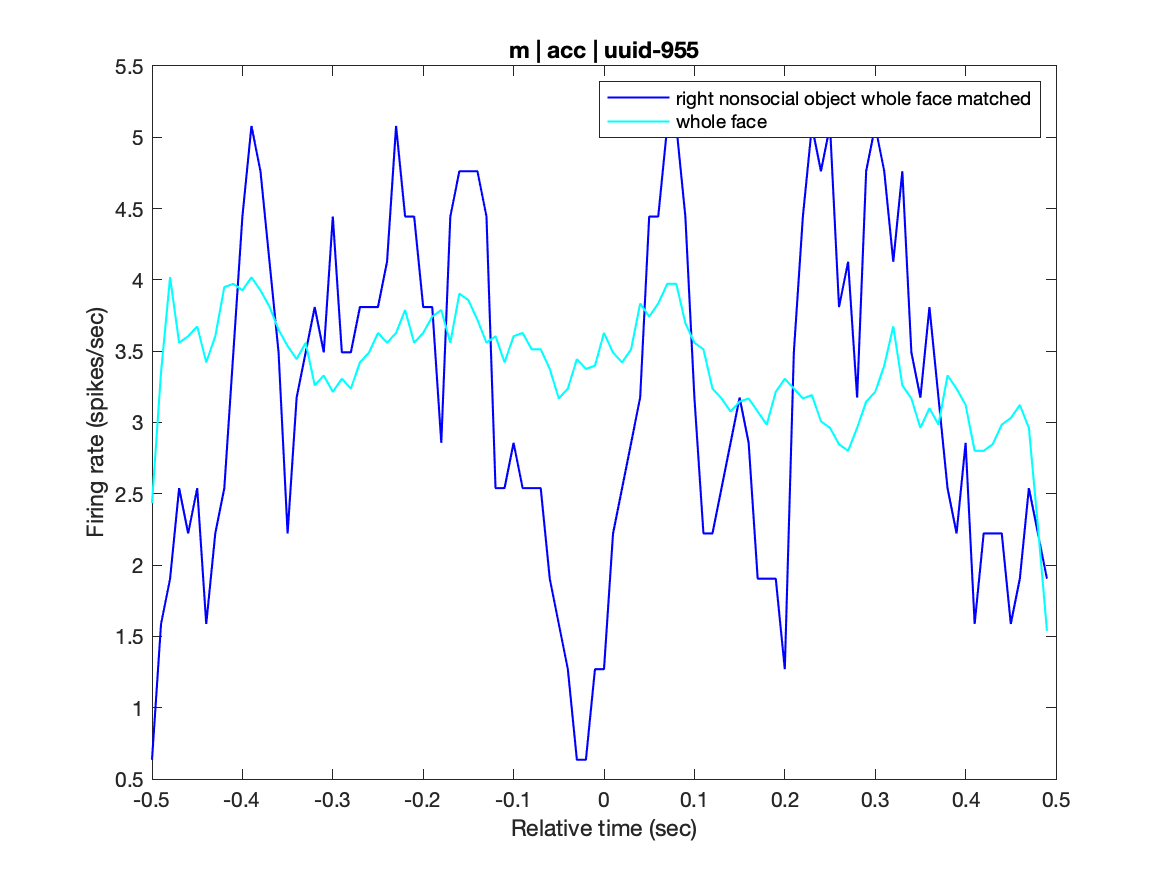 m | acc | uuid-955
right nonsocial object whole face matched
whole face
5.5
5
4.5
4
3.5
3
2.5
2
1.5
1
0.5
Firing rate (spikes/sec)
-0.5 -0.4 -0.3 -0.2 -0.1 0 0.1 0.2 0.3 0.4 0.5
Relative time (sec)